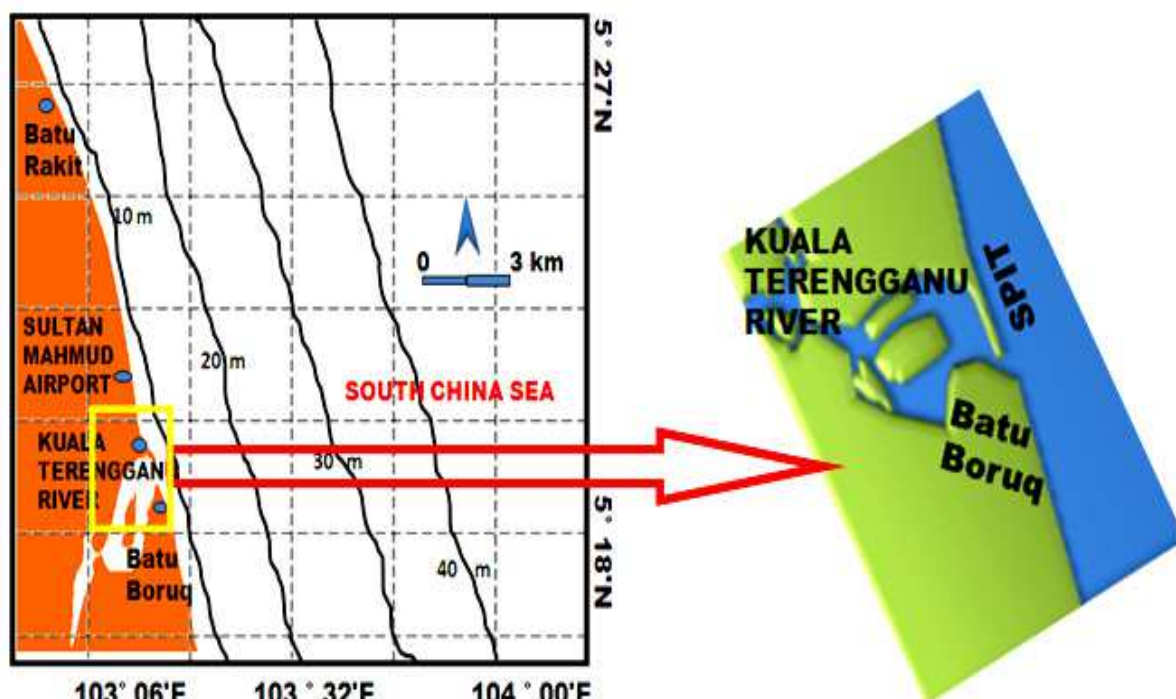 5° 27'N
Batu
Rakit
10 m
0 3 km
SULTAN
MAHMUD
AIRPORT
20 m
SOUTH CHINA SEA
KUALA
TERENGGANU
RIVER
30 m
5° 18'N
Batu
Boruq
40 m
103° 06'E 103° 32'E 104° 00'E
KUALA
TERENGGANU
RIVER
SPIT
Batu
Boruq